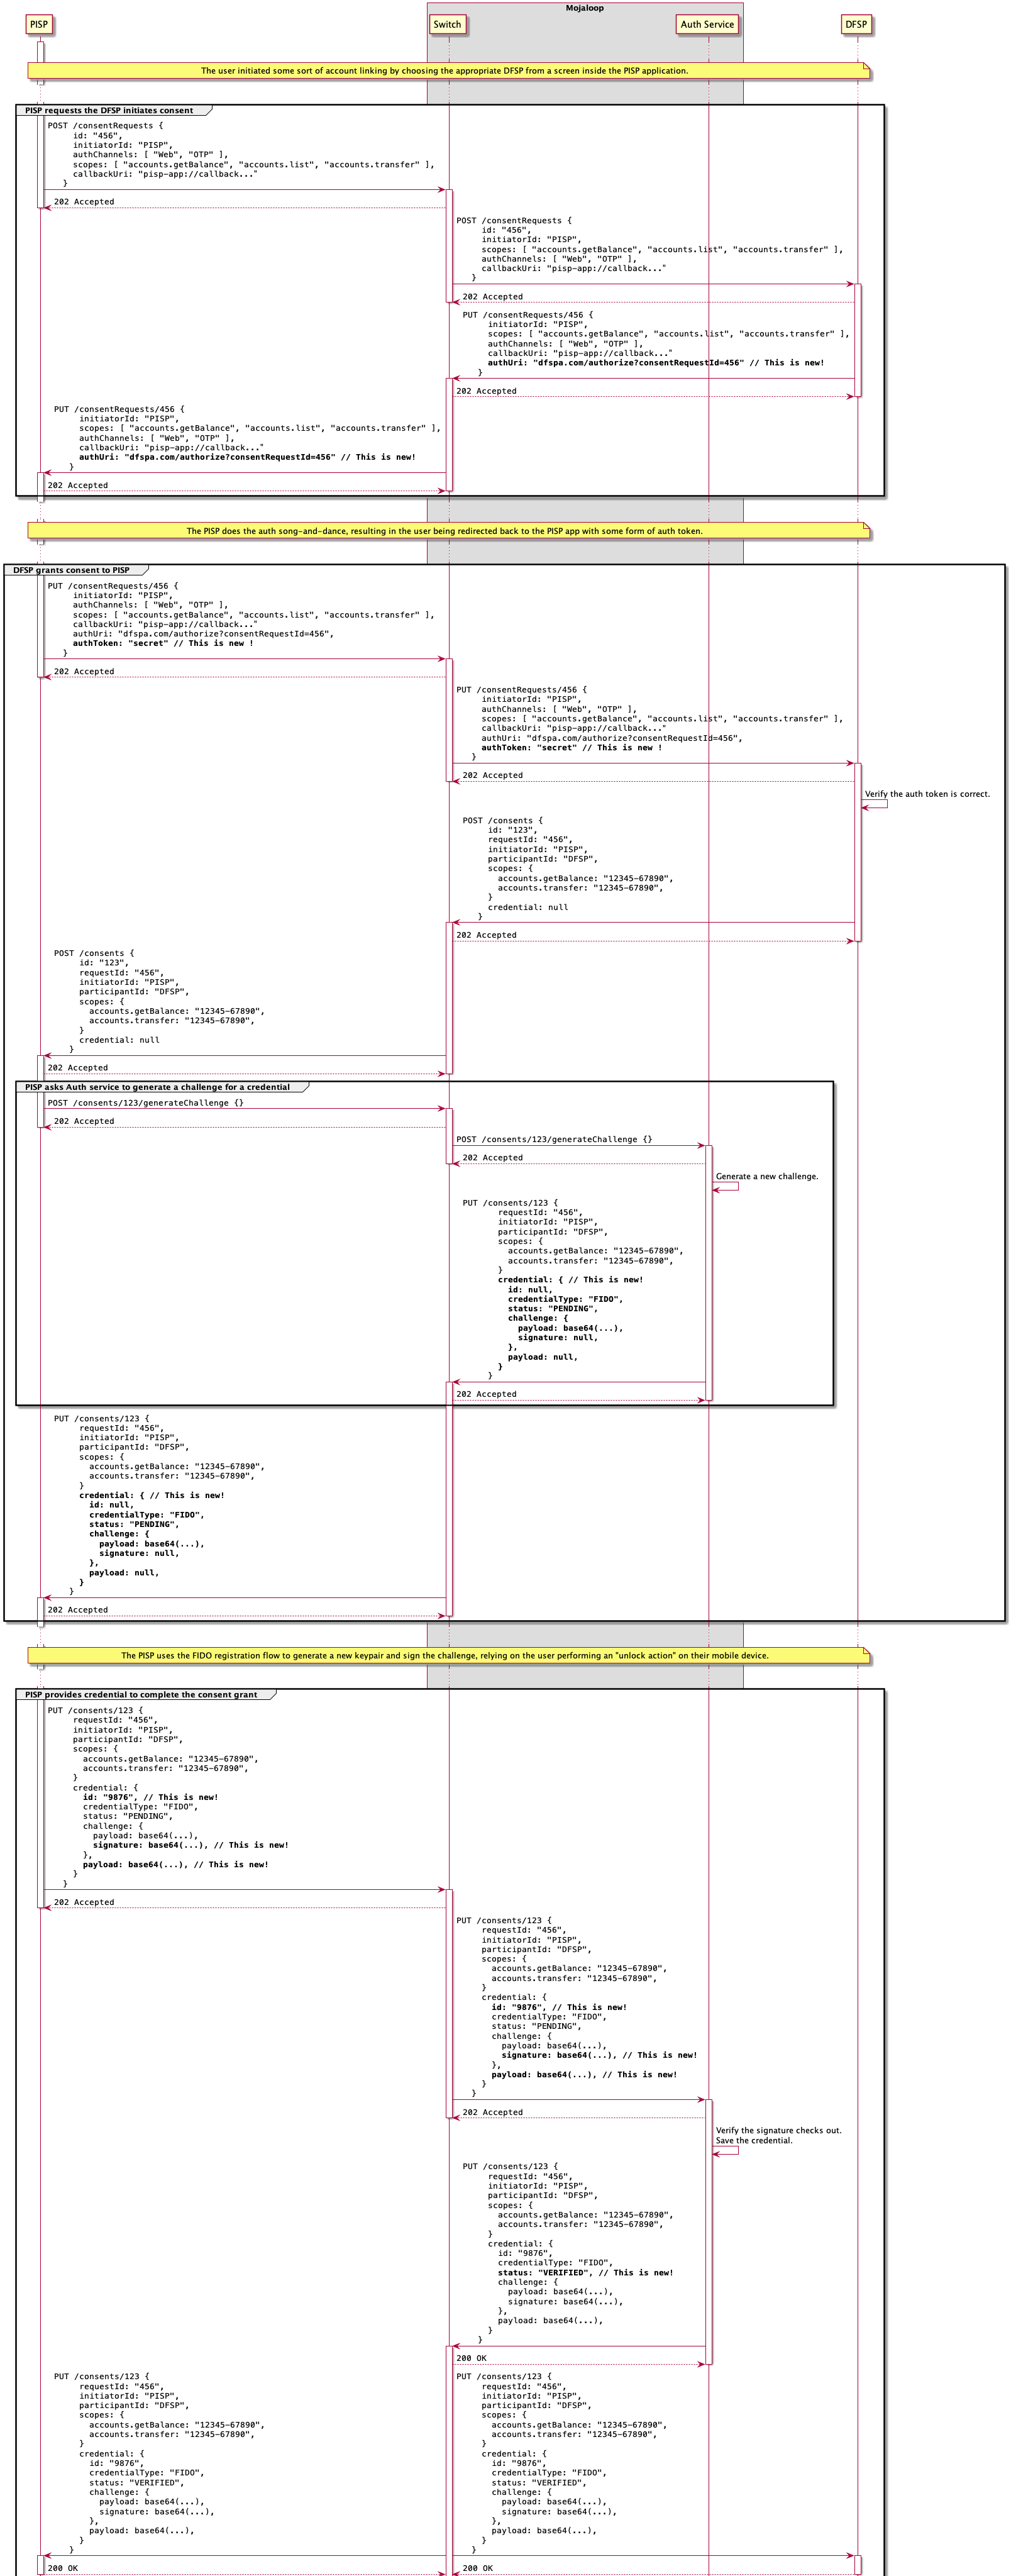 Mojaloop
PISP
Switch
Auth Service
DFSP
The user initiated some sort of account linking by choosing the appropriate DFSP from a screen inside the PISP application.
PISP requests the DFSP initiates consent
POST /consentRequests {
id: "456",
initiatorId: "PISP",
authChannels: [ "Web", "OTP" ],
scopes: [ "accounts.getBalance", "accounts.list", "accounts.transfer" ],
callbackUri: "pisp-app://callback..."
}
202 Accepted
POST /consentRequests {
id: "456",
initiatorId: "PISP",
scopes: [ "accounts.getBalance", "accounts.list", "accounts.transfer" ],
authChannels: [ "Web", "OTP" ],
callbackUri: "pisp-app://callback..."
}
202 Accepted
PUT /consentRequests/456 {
initiatorId: "PISP",
scopes: [ "accounts.getBalance", "accounts.list", "accounts.transfer" ],
authChannels: [ "Web", "OTP" ],
callbackUri: "pisp-app://callback..."
authUri: "dfspa.com/authorize?consentRequestId=456" // This is new!
}
202 Accepted
PUT /consentRequests/456 {
initiatorId: "PISP",
scopes: [ "accounts.getBalance", "accounts.list", "accounts.transfer" ],
authChannels: [ "Web", "OTP" ],
callbackUri: "pisp-app://callback..."
authUri: "dfspa.com/authorize?consentRequestId=456" // This is new!
}
202 Accepted
The PISP does the auth song-and-dance, resulting in the user being redirected back to the PISP app with some form of auth token.
DFSP grants consent to PISP
PUT /consentRequests/456 {
initiatorId: "PISP",
authChannels: [ "Web", "OTP" ],
scopes: [ "accounts.getBalance", "accounts.list", "accounts.transfer" ],
callbackUri: "pisp-app://callback..."
authUri: "dfspa.com/authorize?consentRequestId=456",
authToken: "secret" // This is new !
}
202 Accepted
PUT /consentRequests/456 {
initiatorId: "PISP",
authChannels: [ "Web", "OTP" ],
scopes: [ "accounts.getBalance", "accounts.list", "accounts.transfer" ],
callbackUri: "pisp-app://callback..."
authUri: "dfspa.com/authorize?consentRequestId=456",
authToken: "secret" // This is new !
}
202 Accepted
Verify the auth token is correct.
POST /consents {
id: "123",
requestId: "456",
initiatorId: "PISP",
participantId: "DFSP",
scopes: {
accounts.getBalance: "12345-67890",
accounts.transfer: "12345-67890",
}
credential: null
}
202 Accepted
POST /consents {
id: "123",
requestId: "456",
initiatorId: "PISP",
participantId: "DFSP",
scopes: {
accounts.getBalance: "12345-67890",
accounts.transfer: "12345-67890",
}
credential: null
}
202 Accepted
PISP asks Auth service to generate a challenge for a credential
POST /consents/123/generateChallenge {}
202 Accepted
POST /consents/123/generateChallenge {}
202 Accepted
Generate a new challenge.
PUT /consents/123 {
requestId: "456",
initiatorId: "PISP",
participantId: "DFSP",
scopes: {
accounts.getBalance: "12345-67890",
accounts.transfer: "12345-67890",
}
credential: { // This is new!
id: null,
credentialType: "FIDO",
status: "PENDING",
challenge: {
payload: base64(...),
signature: null,
},
payload: null,
}
}
202 Accepted
PUT /consents/123 {
requestId: "456",
initiatorId: "PISP",
participantId: "DFSP",
scopes: {
accounts.getBalance: "12345-67890",
accounts.transfer: "12345-67890",
}
credential: { // This is new!
id: null,
credentialType: "FIDO",
status: "PENDING",
challenge: {
payload: base64(...),
signature: null,
},
payload: null,
}
}
202 Accepted
The PISP uses the FIDO registration flow to generate a new keypair and sign the challenge, relying on the user performing an "unlock action" on their mobile device.
PISP provides credential to complete the consent grant
PUT /consents/123 {
requestId: "456",
initiatorId: "PISP",
participantId: "DFSP",
scopes: {
accounts.getBalance: "12345-67890",
accounts.transfer: "12345-67890",
}
credential: {
id: "9876", // This is new!
credentialType: "FIDO",
status: "PENDING",
challenge: {
payload: base64(...),
signature: base64(...), // This is new!
},
payload: base64(...), // This is new!
}
}
202 Accepted
PUT /consents/123 {
requestId: "456",
initiatorId: "PISP",
participantId: "DFSP",
scopes: {
accounts.getBalance: "12345-67890",
accounts.transfer: "12345-67890",
}
credential: {
id: "9876", // This is new!
credentialType: "FIDO",
status: "PENDING",
challenge: {
payload: base64(...),
signature: base64(...), // This is new!
},
payload: base64(...), // This is new!
}
}
202 Accepted
Verify the signature checks out.
Save the credential.
PUT /consents/123 {
requestId: "456",
initiatorId: "PISP",
participantId: "DFSP",
scopes: {
accounts.getBalance: "12345-67890",
accounts.transfer: "12345-67890",
}
credential: {
id: "9876",
credentialType: "FIDO",
status: "VERIFIED", // This is new!
challenge: {
payload: base64(...),
signature: base64(...),
},
payload: base64(...),
}
}
200 OK
PUT /consents/123 {
requestId: "456",
initiatorId: "PISP",
participantId: "DFSP",
scopes: {
accounts.getBalance: "12345-67890",
accounts.transfer: "12345-67890",
}
credential: {
id: "9876",
credentialType: "FIDO",
status: "VERIFIED",
challenge: {
payload: base64(...),
signature: base64(...),
},
payload: base64(...),
}
}
200 OK
PUT /consents/123 {
requestId: "456",
initiatorId: "PISP",
participantId: "DFSP",
scopes: {
accounts.getBalance: "12345-67890",
accounts.transfer: "12345-67890",
}
credential: {
id: "9876",
credentialType: "FIDO",
status: "VERIFIED",
challenge: {
payload: base64(...),
signature: base64(...),
},
payload: base64(...),
}
}
200 OK